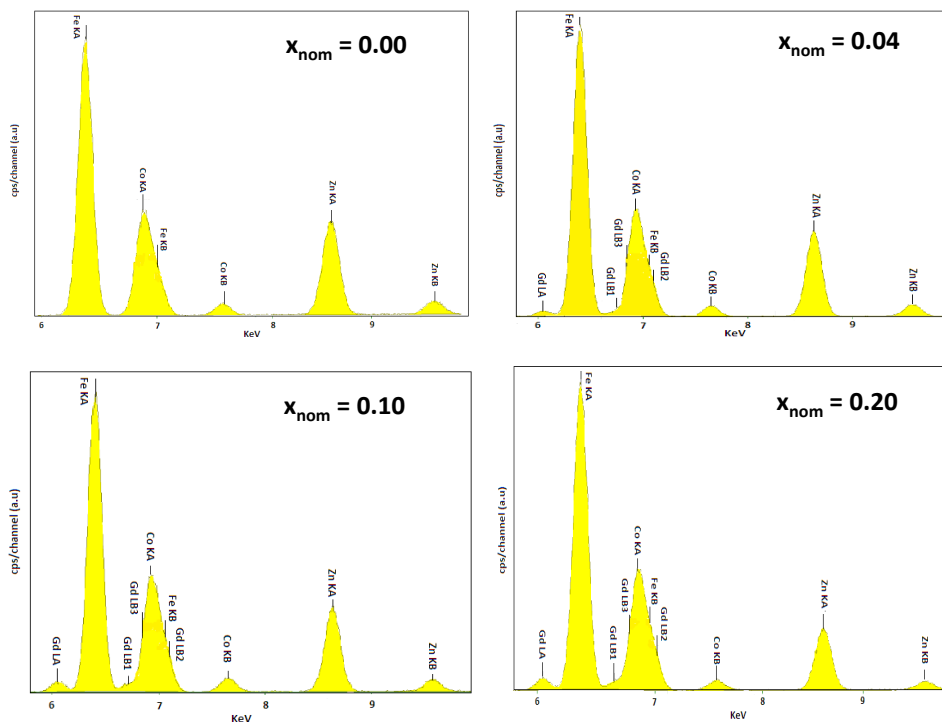 x_nom = 0.00
Fe KA
Co KA
Fe KB
Co KB
Zn KA
Zn KB
cps/channel (a.u)
6 7 8 9
KeV
x_nom = 0.04
Gd LA
Fe KA
Gd LB1
Gd LB3
Co KA
Fe KB
Gd LB2
Co KB
Zn KA
Zn KB
cps/channel (a.u)
6 7 8 9
KeV
x_nom = 0.10
Gd LA
Fe KA
Gd LB1
Gd LB3
Co KA
Fe KB
Gd LB2
Co KB
Zn KA
Zn KB
cps/channel (a.u)
6 7 8 9
KeV
x_nom = 0.20
Gd LA
Fe KA
Gd LB1
Gd LB3
Co KA
Fe KB
Gd LB2
Co KB
Zn KA
Zn KB
cps/channel (a.u)
6 7 8 9
KeV